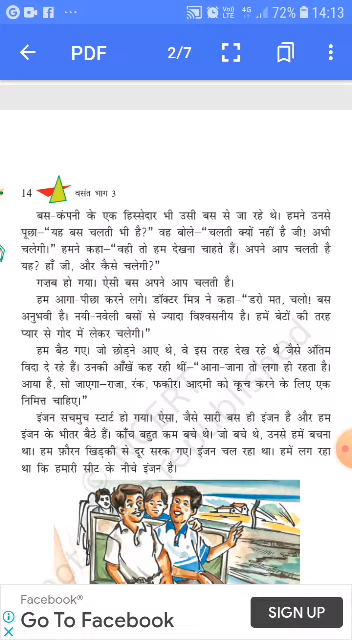 72% 14:13
PDF 2/7
14 वसंत भाग 3
बस-कंपनी के एक हिस्सेदार भी उसी बस से जा रहे थे। हमने उनसे
पूछा–“यह बस चलती भी है?” वह बोले–“चलती क्यों नहीं है जी! अभी
चलेगी।” हमने कहा–“वही तो हम देखना चाहते हैं। अपने आप चलती है
यह? हाँ जी, और कैसे चलेगी?”
गज़ब हो गया। ऐसी बस अपने आप चलती है।
हम आगा-पीछा करने लगे। डॉक्टर मित्र ने कहा–“डरो मत, चलो! बस
अनुभवी है। नयी-नवेली बसों से ज्यादा विश्वसनीय है। हमें बेटों की तरह
प्यार से गोद में लेकर चलेगी।”
हम बैठ गए। जो छोड़ने आए थे, वे इस तरह देख रहे थे जैसे अंतिम
विदा दे रहे हैं। उनकी आँखें कह रही थीं–“आना-जाना तो लगा ही रहता है।
आया है, सो जाएगा–राजा, रंक, फकीर। आदमी को कूच करने के लिए एक
निमित्त चाहिए।”
इंजन सचमुच स्टार्ट हो गया। ऐसा, जैसे सारी बस ही इंजन है और हम
इंजन के भीतर बैठे हैं। काँच बहुत कम बचे थे। जो बचे थे, उनसे हमें बचना
था। हम फ़ौरन खिड़की से दूर सरक गए। इंजन चल रहा था। हमें लग रहा
था कि हमारी सीट के नीचे इंजन है।
Facebook®
Go To Facebook
SIGN UP